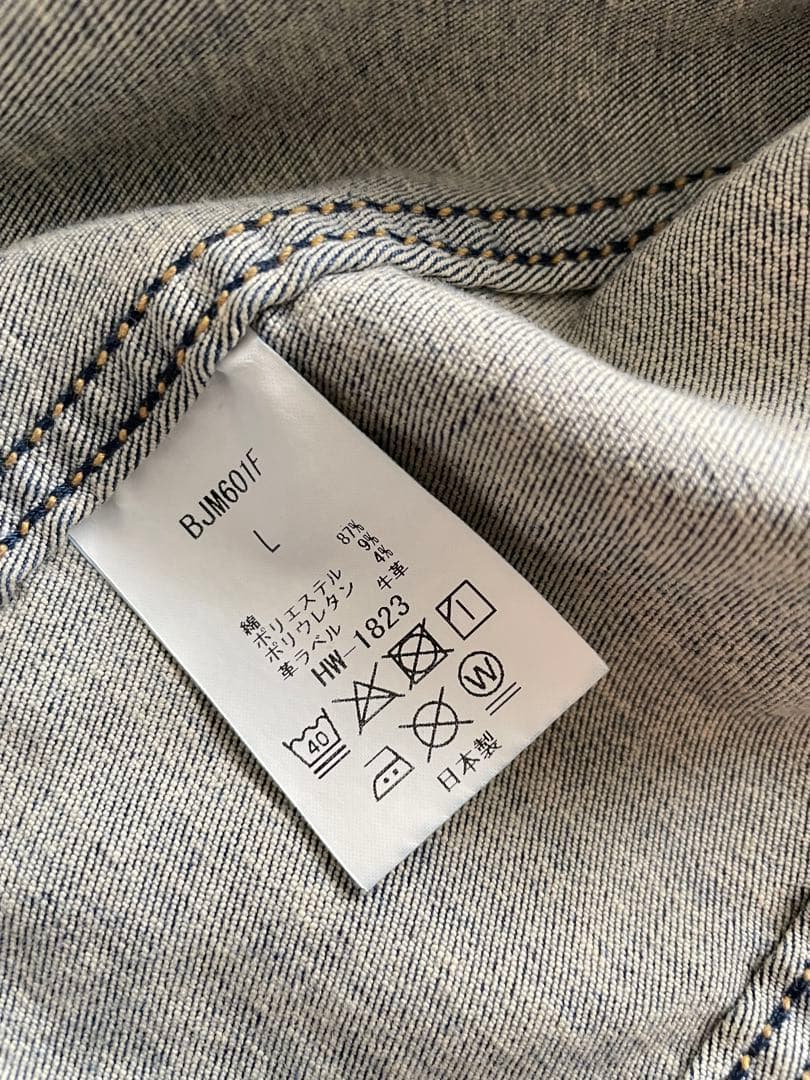 BJM601F
L
綿 87%
ポリエステル 9%
ポリウレタン 4%
革ラベル 牛革
HW-1823
40 1
W
日本製